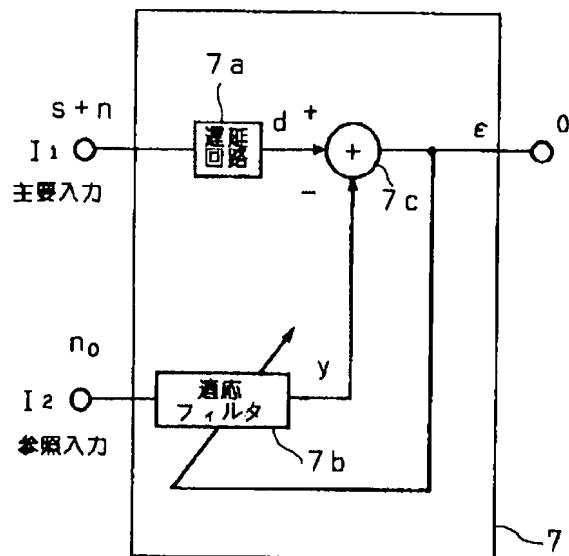 7a
s+n
I1
遅延
回路
d
+
+
ε
O
主要入力
-
7c
n0
y
I2
適応
フィルタ
参照入力
7b
7